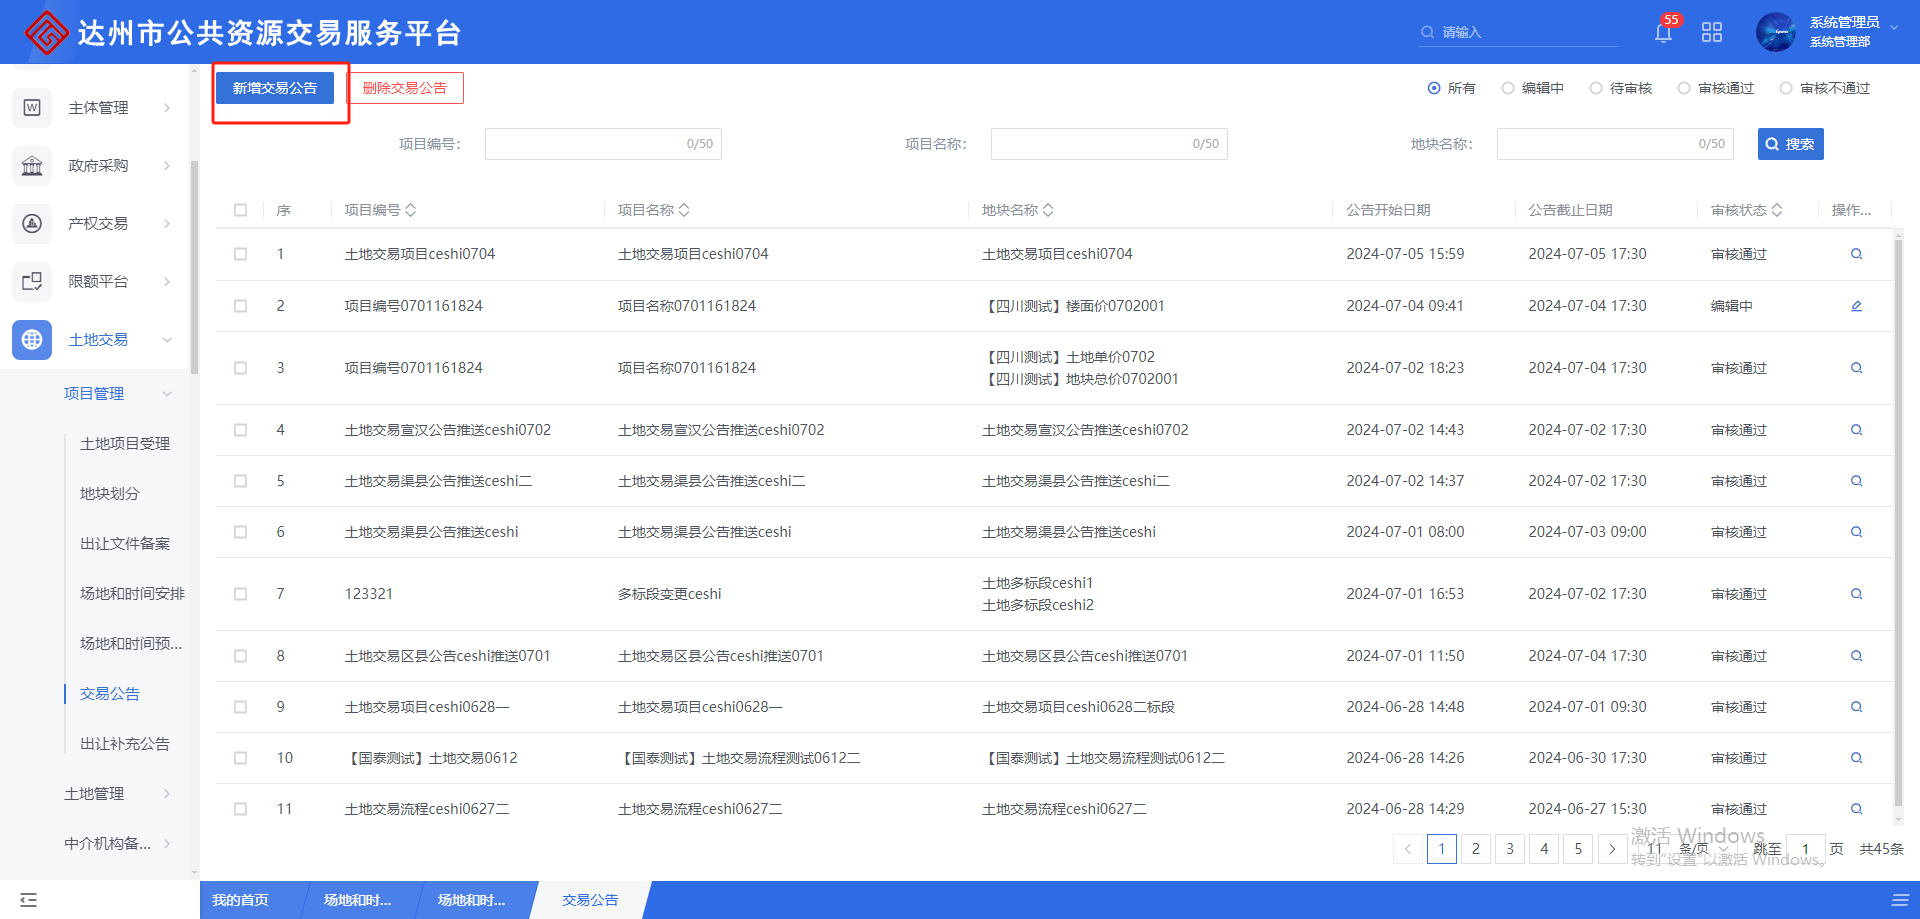 达州市公共资源交易服务平台
请输入
55
系统管理员
系统管理部
主体管理
政府采购
产权交易
限额平台
土地交易
项目管理
土地项目受理
地块划分
出让文件备案
场地和时间安排
场地和时间预...
交易公告
出让补充公告
土地管理
中介机构备...
新增交易公告 删除交易公告
所有 编辑中 待审核 审核通过 审核不通过
项目编号： 0/50 项目名称： 0/50 地块名称： 0/50 搜索
序 项目编号 项目名称 地块名称 公告开始日期 公告截止日期 审核状态 操作...
1 土地交易项目ceshi0704 土地交易项目ceshi0704 土地交易项目ceshi0704 2024-07-05 15:59 2024-07-05 17:30 审核通过
2 项目编号0701161824 项目名称0701161824 【四川测试】楼面价0702001 2024-07-04 09:41 2024-07-04 17:30 编辑中
3 项目编号0701161824 项目名称0701161824 【四川测试】土地单价0702 2024-07-02 18:23 2024-07-04 17:30 审核通过
【四川测试】地块总价0702001
4 土地交易宣汉公告推送ceshi0702 土地交易宣汉公告推送ceshi0702 土地交易宣汉公告推送ceshi0702 2024-07-02 14:43 2024-07-02 17:30 审核通过
5 土地交易渠县公告推送ceshi二 土地交易渠县公告推送ceshi二 土地交易渠县公告推送ceshi二 2024-07-02 14:37 2024-07-02 17:30 审核通过
6 土地交易渠县公告推送ceshi 土地交易渠县公告推送ceshi 土地交易渠县公告推送ceshi 2024-07-01 08:00 2024-07-03 09:00 审核通过
7 123321 多标段变更ceshi 土地多标段ceshi1 2024-07-01 16:53 2024-07-02 17:30 审核通过
土地多标段ceshi2
8 土地交易区县公告ceshi推送0701 土地交易区县公告ceshi推送0701 土地交易区县公告ceshi推送0701 2024-07-01 11:50 2024-07-04 17:30 审核通过
9 土地交易项目ceshi0628一 土地交易项目ceshi0628一 土地交易项目ceshi0628二标段 2024-06-28 14:48 2024-07-01 09:30 审核通过
10 【国泰测试】土地交易0612 【国泰测试】土地交易流程测试0612二 【国泰测试】土地交易流程测试0612二 2024-06-28 14:26 2024-06-30 17:30 审核通过
11 土地交易流程ceshi0627二 土地交易流程ceshi0627二 土地交易流程ceshi0627二 2024-06-28 14:29 2024-06-27 15:30 审核通过
1 2 3 4 5 11 条/页 跳至 1 页 共45条
激活 Windows
转到"设置"以激活 Windows。
我的首页 场地和时... 场地和时... 交易公告